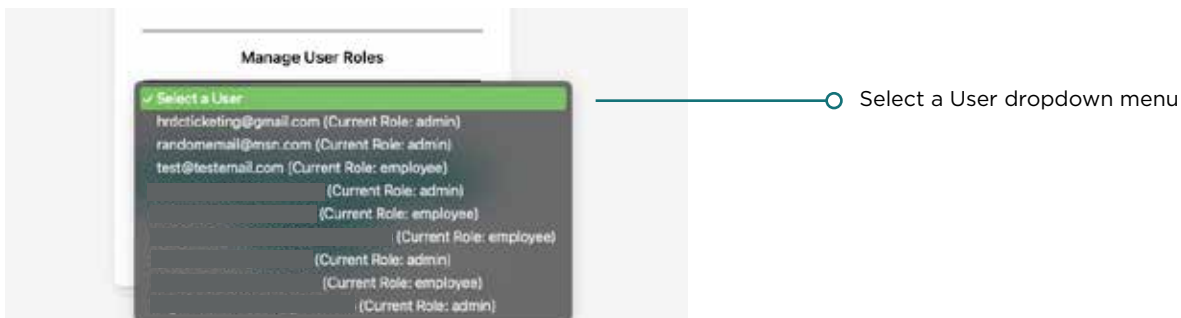 Manage User Roles
✓ Select a User
hrdcticketing@gmail.com (Current Role: admin)
randomemail@msn.com (Current Role: admin)
test@testemail.com (Current Role: employee)
(Current Role: admin)
(Current Role: employee)
(Current Role: employee)
(Current Role: admin)
(Current Role: employee)
(Current Role: admin)
Select a User dropdown menu